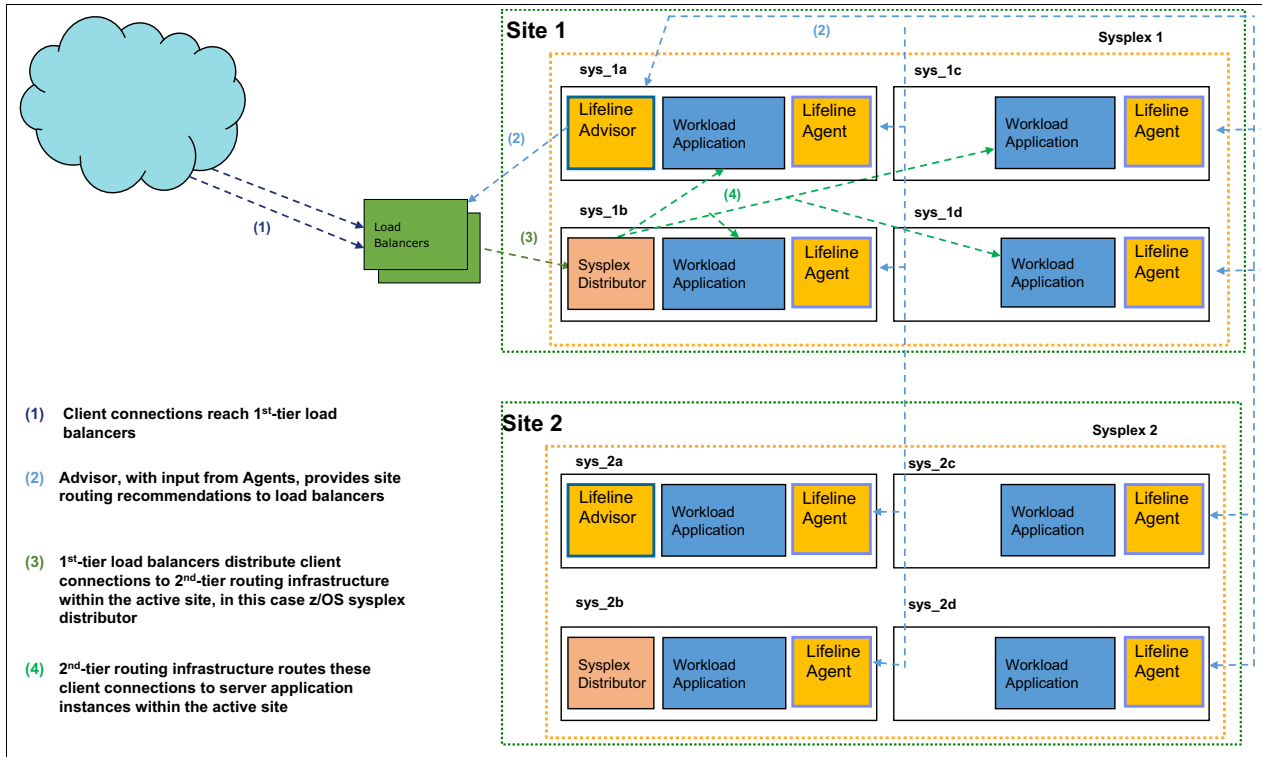 Site 1
(2)
Sysplex 1
sys_1a
sys_1c
Lifeline
Advisor
Workload
Application
Lifeline
Agent
Workload
Application
Lifeline
Agent
(2)
(4)
sys_1b
sys_1d
(1)
Load
Balancers
(3)
Sysplex
Distributor
Workload
Application
Lifeline
Agent
Workload
Application
Lifeline
Agent
(1) Client connections reach 1st-tier load
balancers
(2) Advisor, with input from Agents, provides site
routing recommendations to load balancers
(3) 1st-tier load balancers distribute client
connections to 2nd-tier routing infrastructure
within the active site, in this case z/OS sysplex
distributor
(4) 2nd-tier routing infrastructure routes these
client connections to server application
instances within the active site
Site 2
Sysplex 2
sys_2a
sys_2c
Lifeline
Advisor
Workload
Application
Lifeline
Agent
Workload
Application
Lifeline
Agent
sys_2b
sys_2d
Sysplex
Distributor
Workload
Application
Lifeline
Agent
Workload
Application
Lifeline
Agent